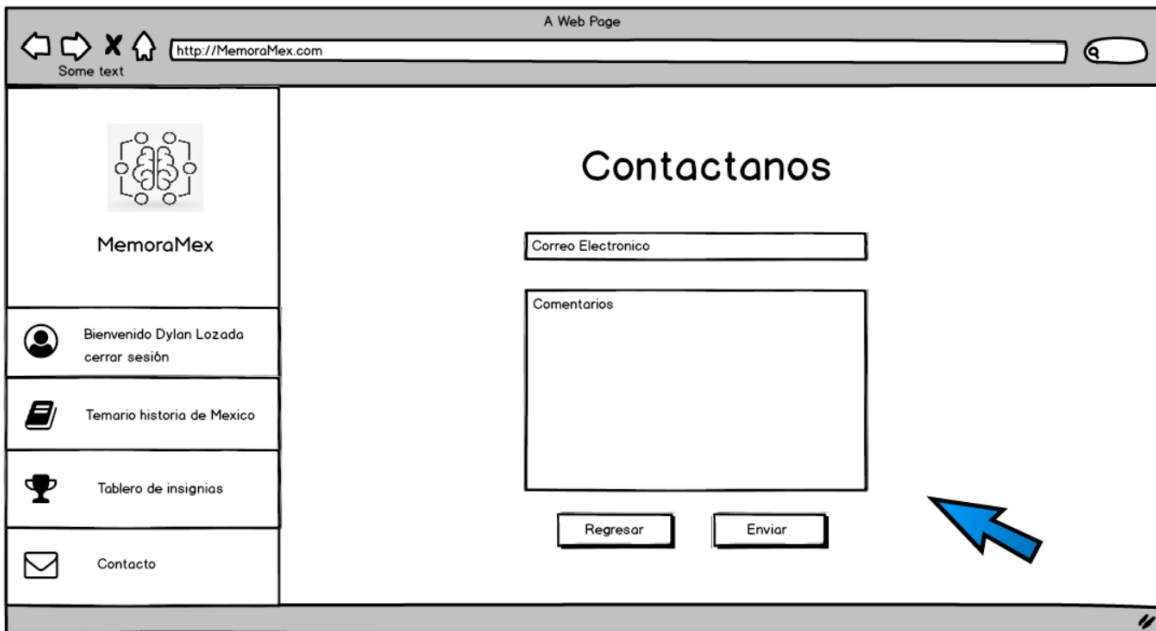 A Web Page
http://MemoraMex.com
Some text
MemoraMex
Bienvenido Dylan Lozada
cerrar sesión
Temario historia de Mexico
Tablero de insignias
Contacto
Contactanos
Correo Electronico
Comentarios
Regresar
Enviar